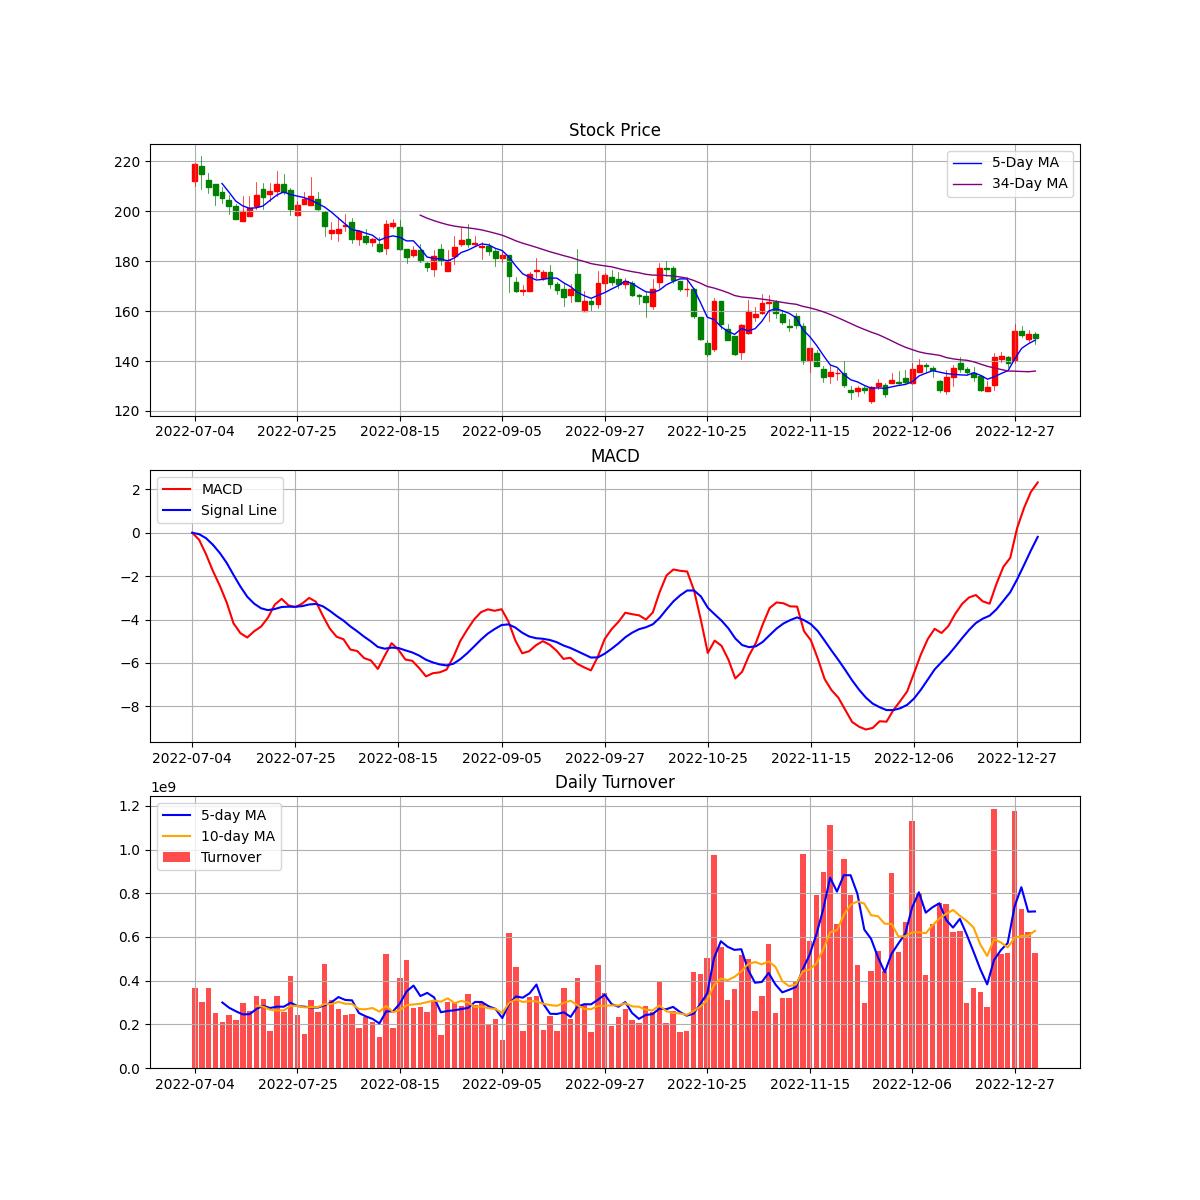 Stock Price
220
200
180
160
140
120
5-Day MA
34-Day MA
2022-07-04 2022-07-25 2022-08-15 2022-09-05 2022-09-27 2022-10-25 2022-11-15 2022-12-06 2022-12-27
MACD
2
0
−2
−4
−6
−8
MACD
Signal Line
2022-07-04 2022-07-25 2022-08-15 2022-09-05 2022-09-27 2022-10-25 2022-11-15 2022-12-06 2022-12-27
Daily Turnover
1e9
1.2
1.0
0.8
0.6
0.4
0.2
0.0
5-day MA
10-day MA
Turnover
2022-07-04 2022-07-25 2022-08-15 2022-09-05 2022-09-27 2022-10-25 2022-11-15 2022-12-06 2022-12-27